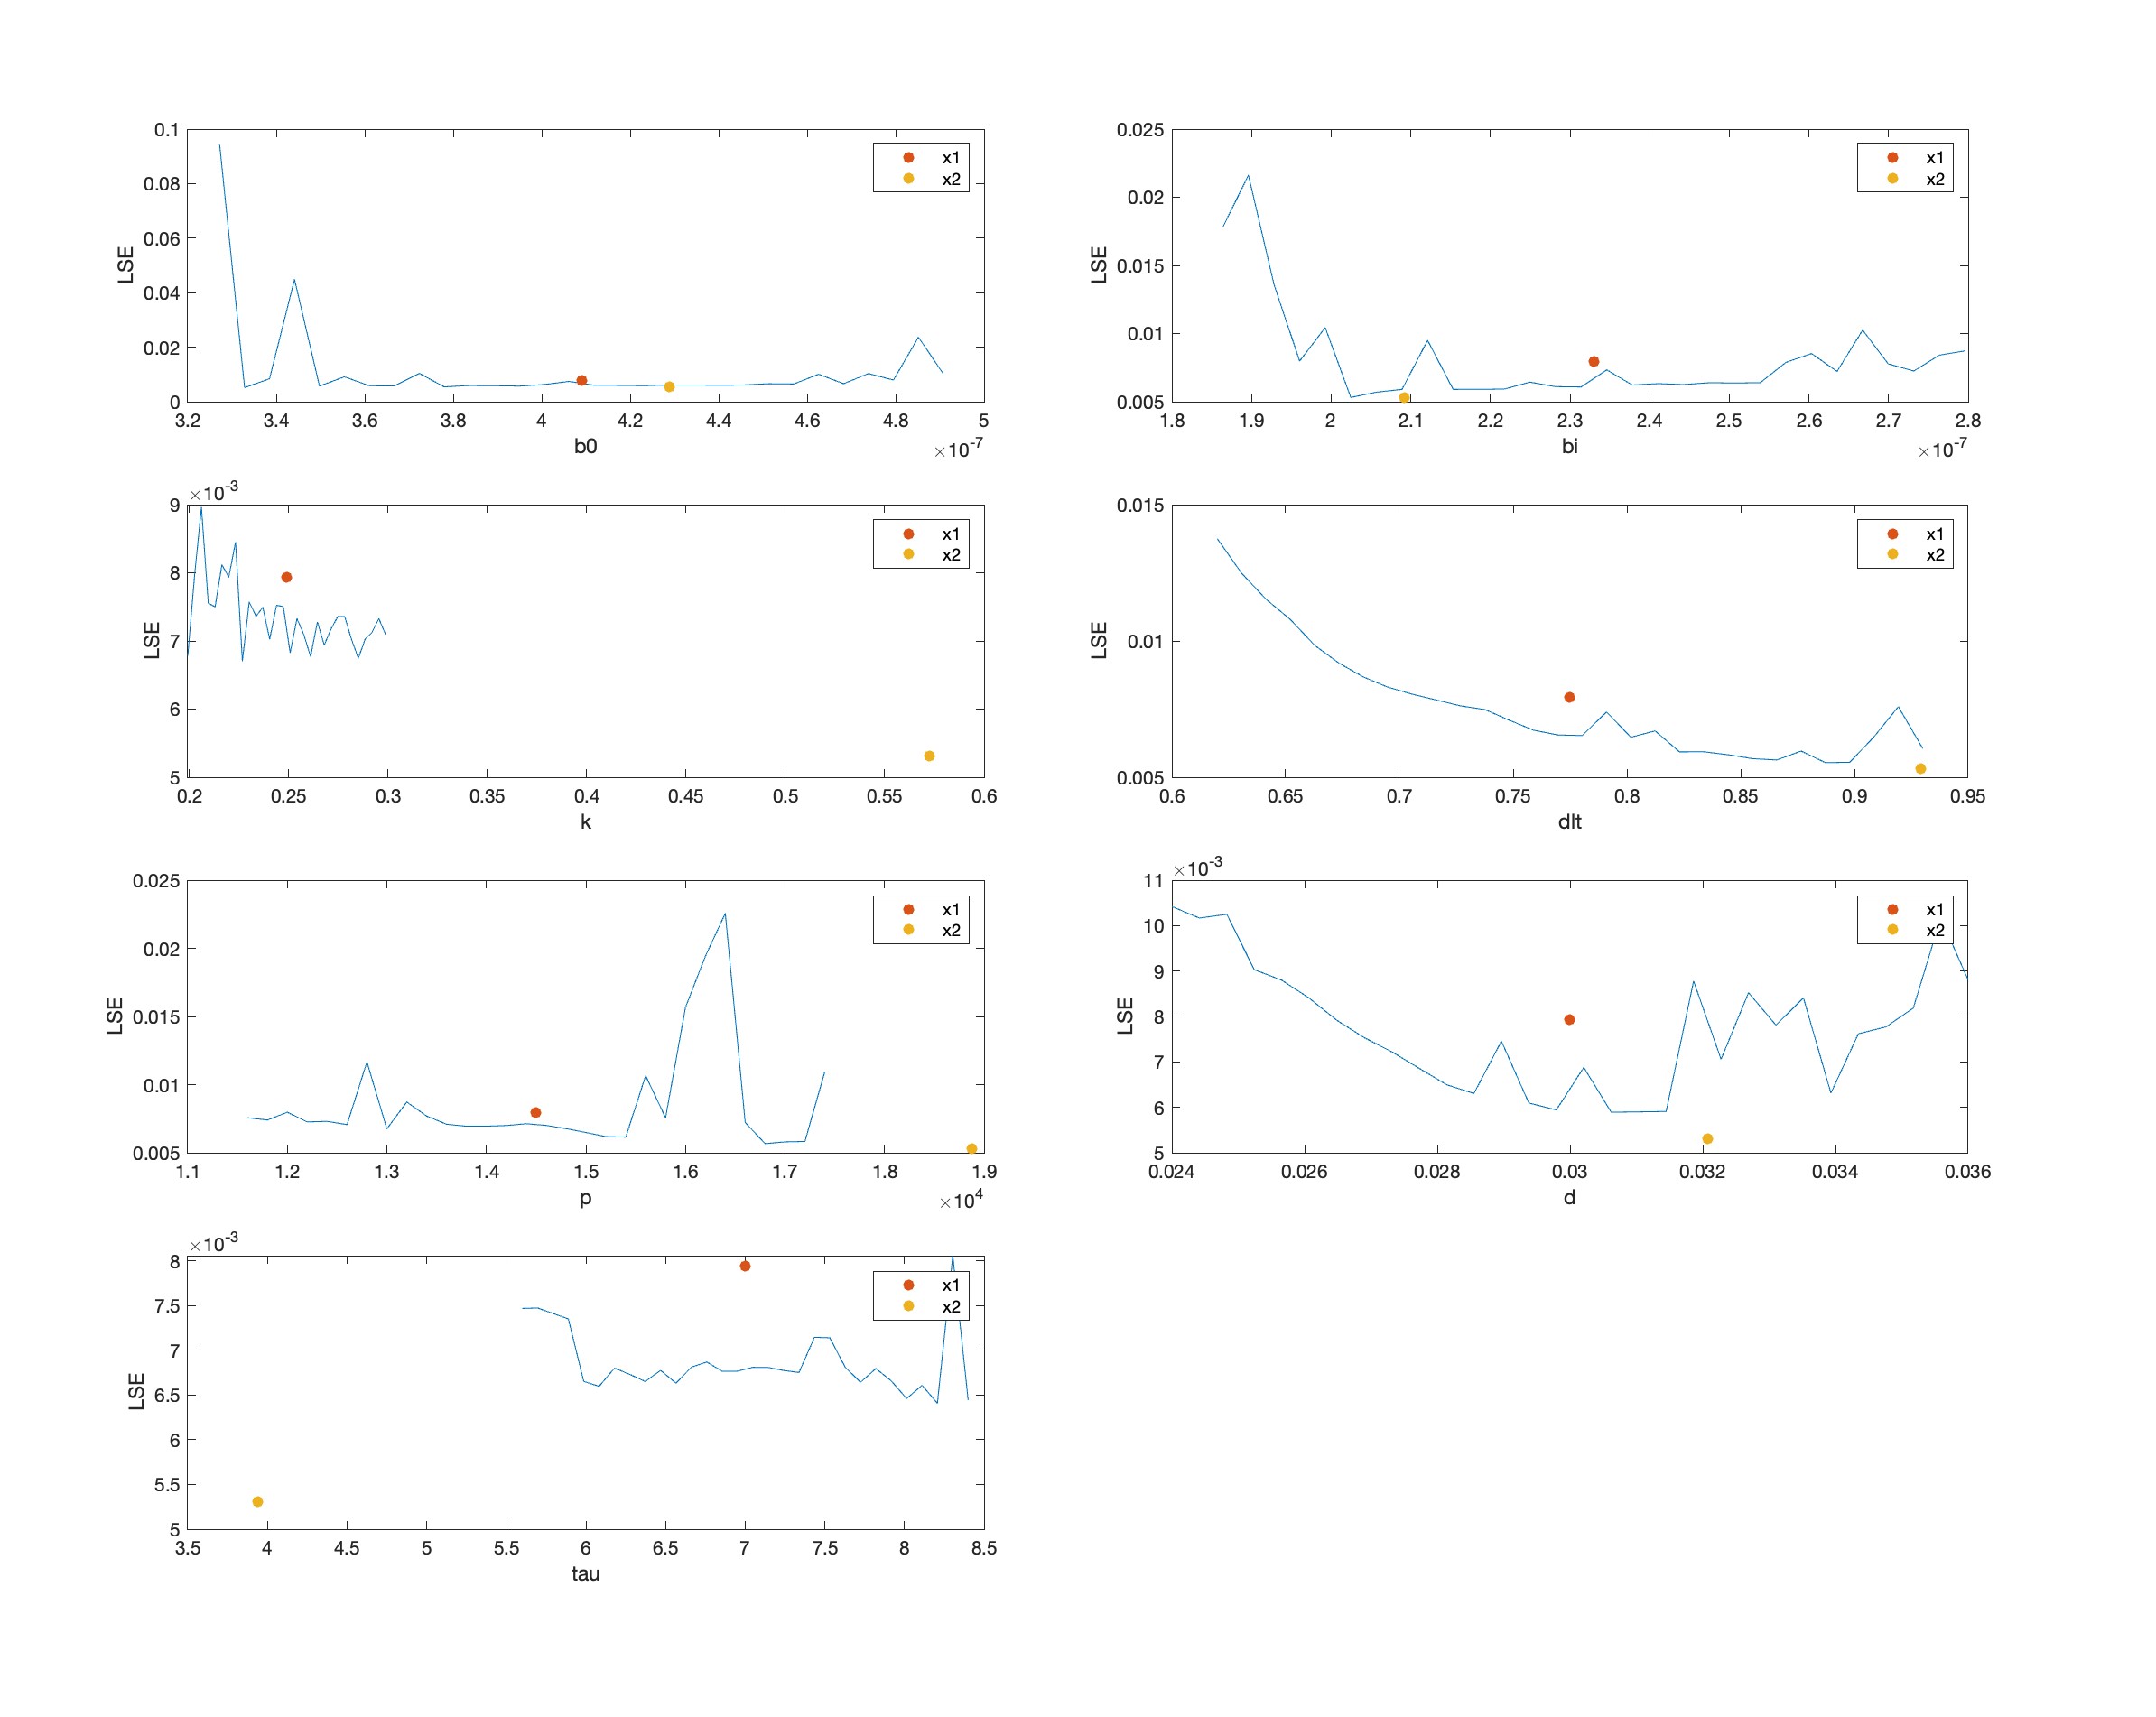 0.1
0.08
0.06
0.04
0.02
0
LSE
3.2 3.4 3.6 3.8 4 4.2 4.4 4.6 4.8 5
b0
×10-7
x1
x2
0.025
0.02
0.015
0.01
0.005
LSE
1.8 1.9 2 2.1 2.2 2.3 2.4 2.5 2.6 2.7 2.8
bi
×10-7
x1
x2
×10-3
9
8
7
6
5
LSE
0.2 0.25 0.3 0.35 0.4 0.45 0.5 0.55 0.6
k
x1
x2
0.015
0.01
0.005
LSE
0.6 0.65 0.7 0.75 0.8 0.85 0.9 0.95
dlt
x1
x2
0.025
0.02
0.015
0.01
0.005
LSE
1.1 1.2 1.3 1.4 1.5 1.6 1.7 1.8 1.9
p
×104
x1
x2
×10-3
11
10
9
8
7
6
5
LSE
0.024 0.026 0.028 0.03 0.032 0.034 0.036
d
x1
x2
×10-3
8
7.5
7
6.5
6
5.5
5
LSE
3.5 4 4.5 5 5.5 6 6.5 7 7.5 8 8.5
tau
x1
x2